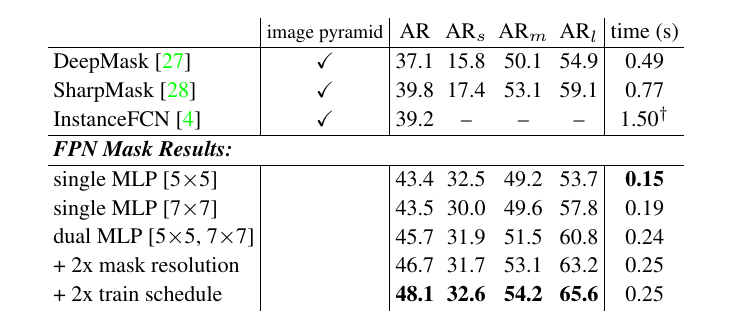 image pyramid AR ARs ARm ARl time (s)
DeepMask [27] ✓ 37.1 15.8 50.1 54.9 0.49
SharpMask [28] ✓ 39.8 17.4 53.1 59.1 0.77
InstanceFCN [4] ✓ 39.2 – – – 1.50†
FPN Mask Results:
single MLP [5×5] 43.4 32.5 49.2 53.7 0.15
single MLP [7×7] 43.5 30.0 49.6 57.8 0.19
dual MLP [5×5, 7×7] 45.7 31.9 51.5 60.8 0.24
+ 2x mask resolution 46.7 31.7 53.1 63.2 0.25
+ 2x train schedule 48.1 32.6 54.2 65.6 0.25